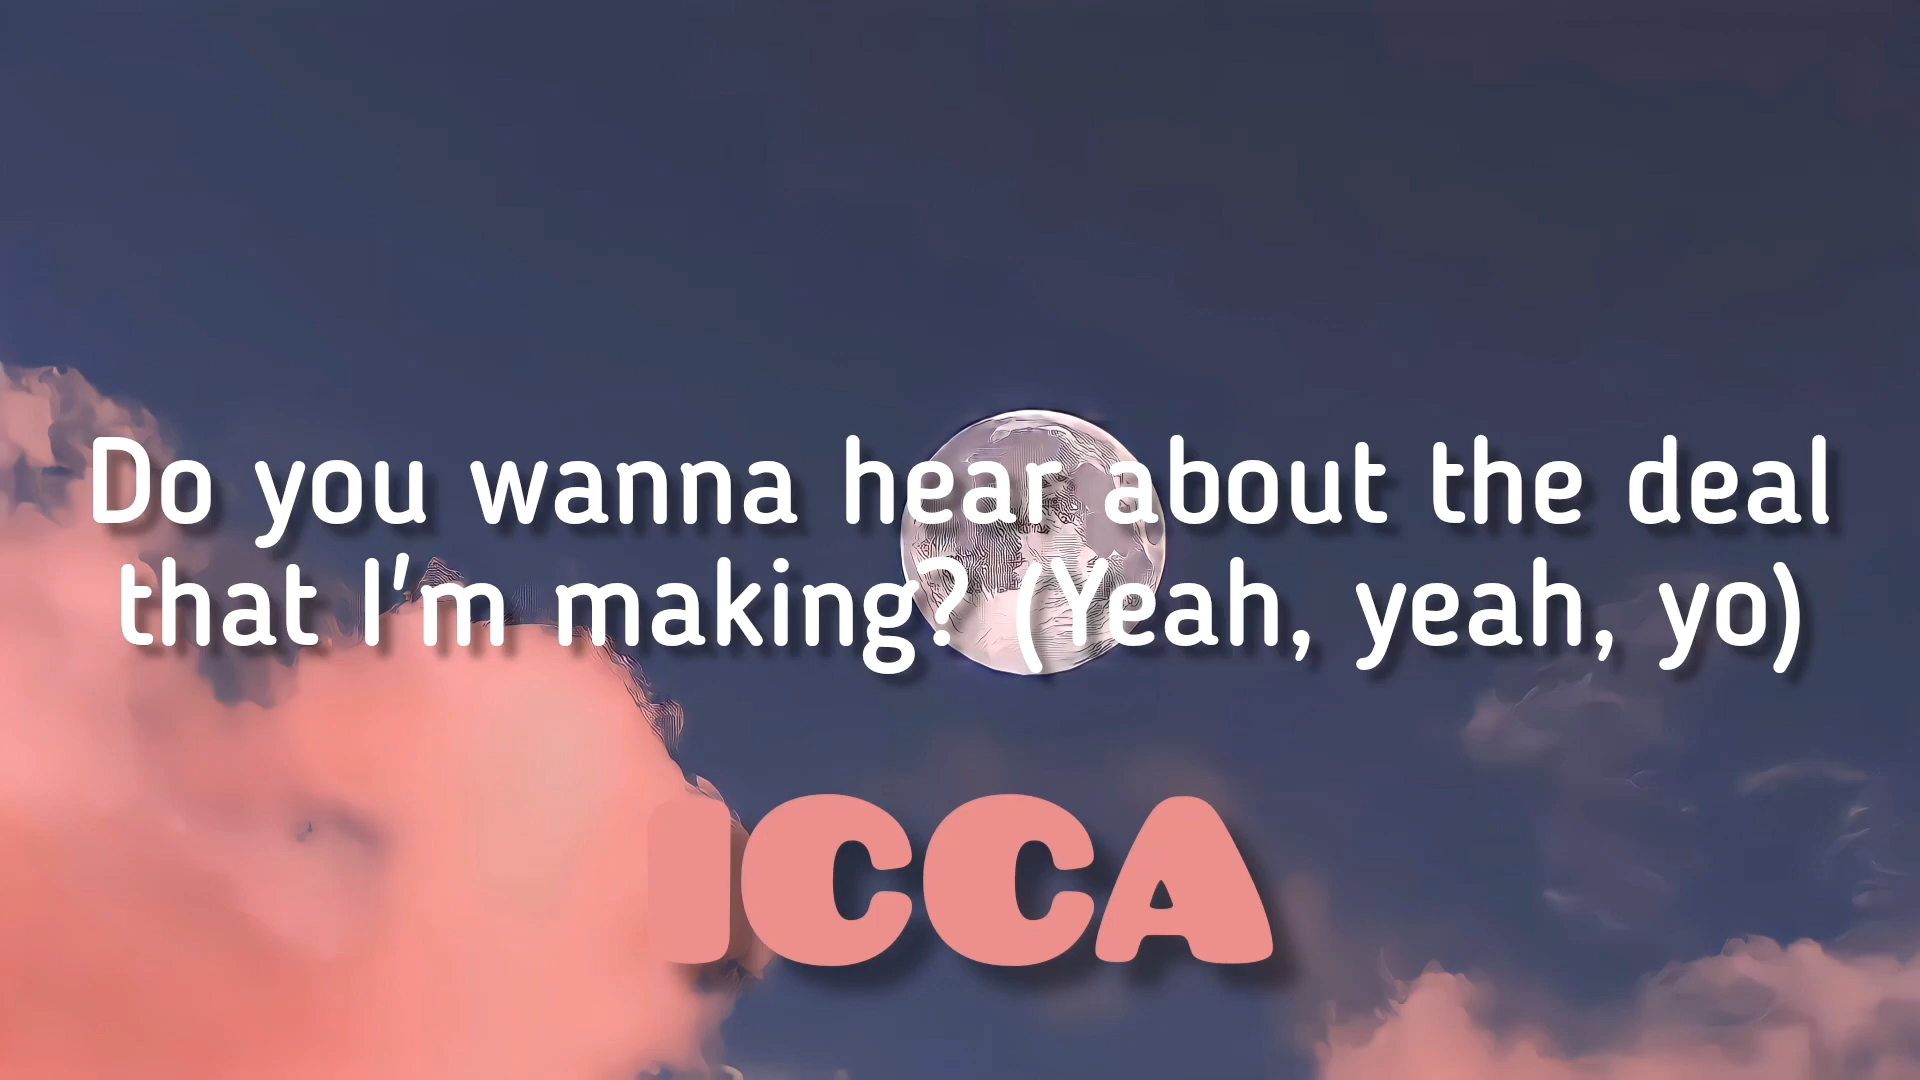 Do you wanna hear about the deal
that I'm making? (Yeah, yeah, yo)
ICCA